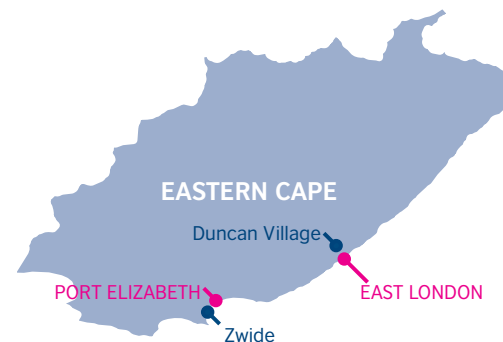 EASTERN CAPE
Duncan Village
PORT ELIZABETH
EAST LONDON
Zwide